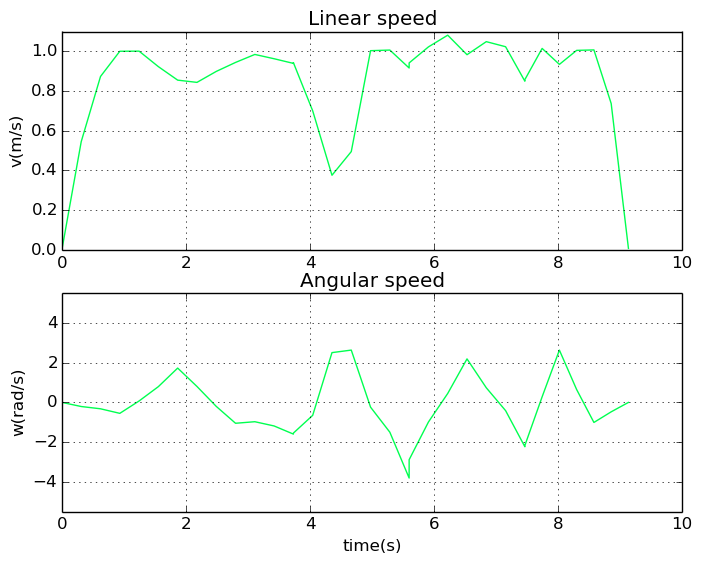 Linear speed
v(m/s)
1.0
0.8
0.6
0.4
0.2
0.0
0 2 4 6 8 10
Angular speed
w(rad/s)
4
2
0
−2
−4
0 2 4 6 8 10
time(s)